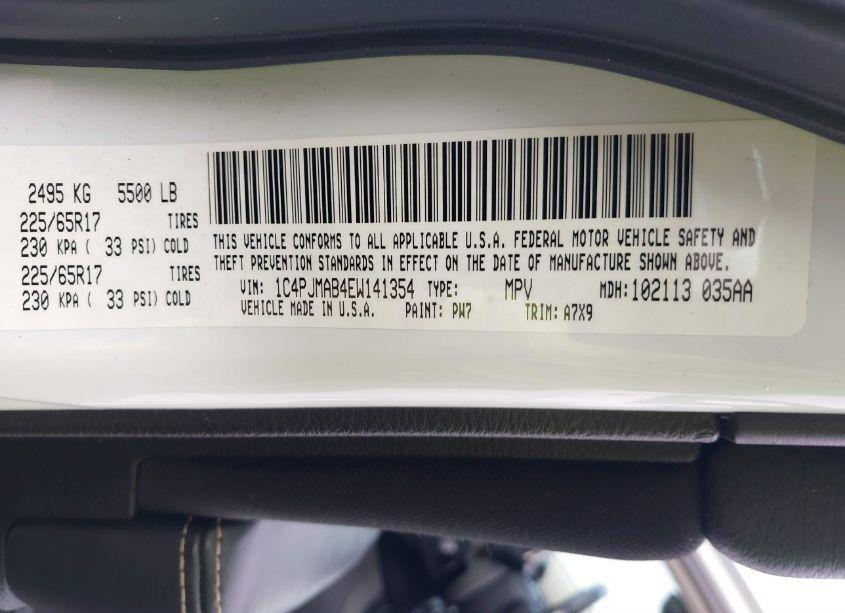 2495 KG 5500 LB
225/65R17 TIRES
230 KPA ( 33 PSI) COLD
225/65R17 TIRES
230 KPA ( 33 PSI) COLD
THIS VEHICLE CONFORMS TO ALL APPLICABLE U.S.A. FEDERAL MOTOR VEHICLE SAFETY AND
THEFT PREVENTION STANDARDS IN EFFECT ON THE DATE OF MANUFACTURE SHOWN ABOVE.
VIN: 1C4PJMAB4EW141354 TYPE: MPV MDH:102113 035AA
VEHICLE MADE IN U.S.A. PAINT: PW7 TRIM: A7X9